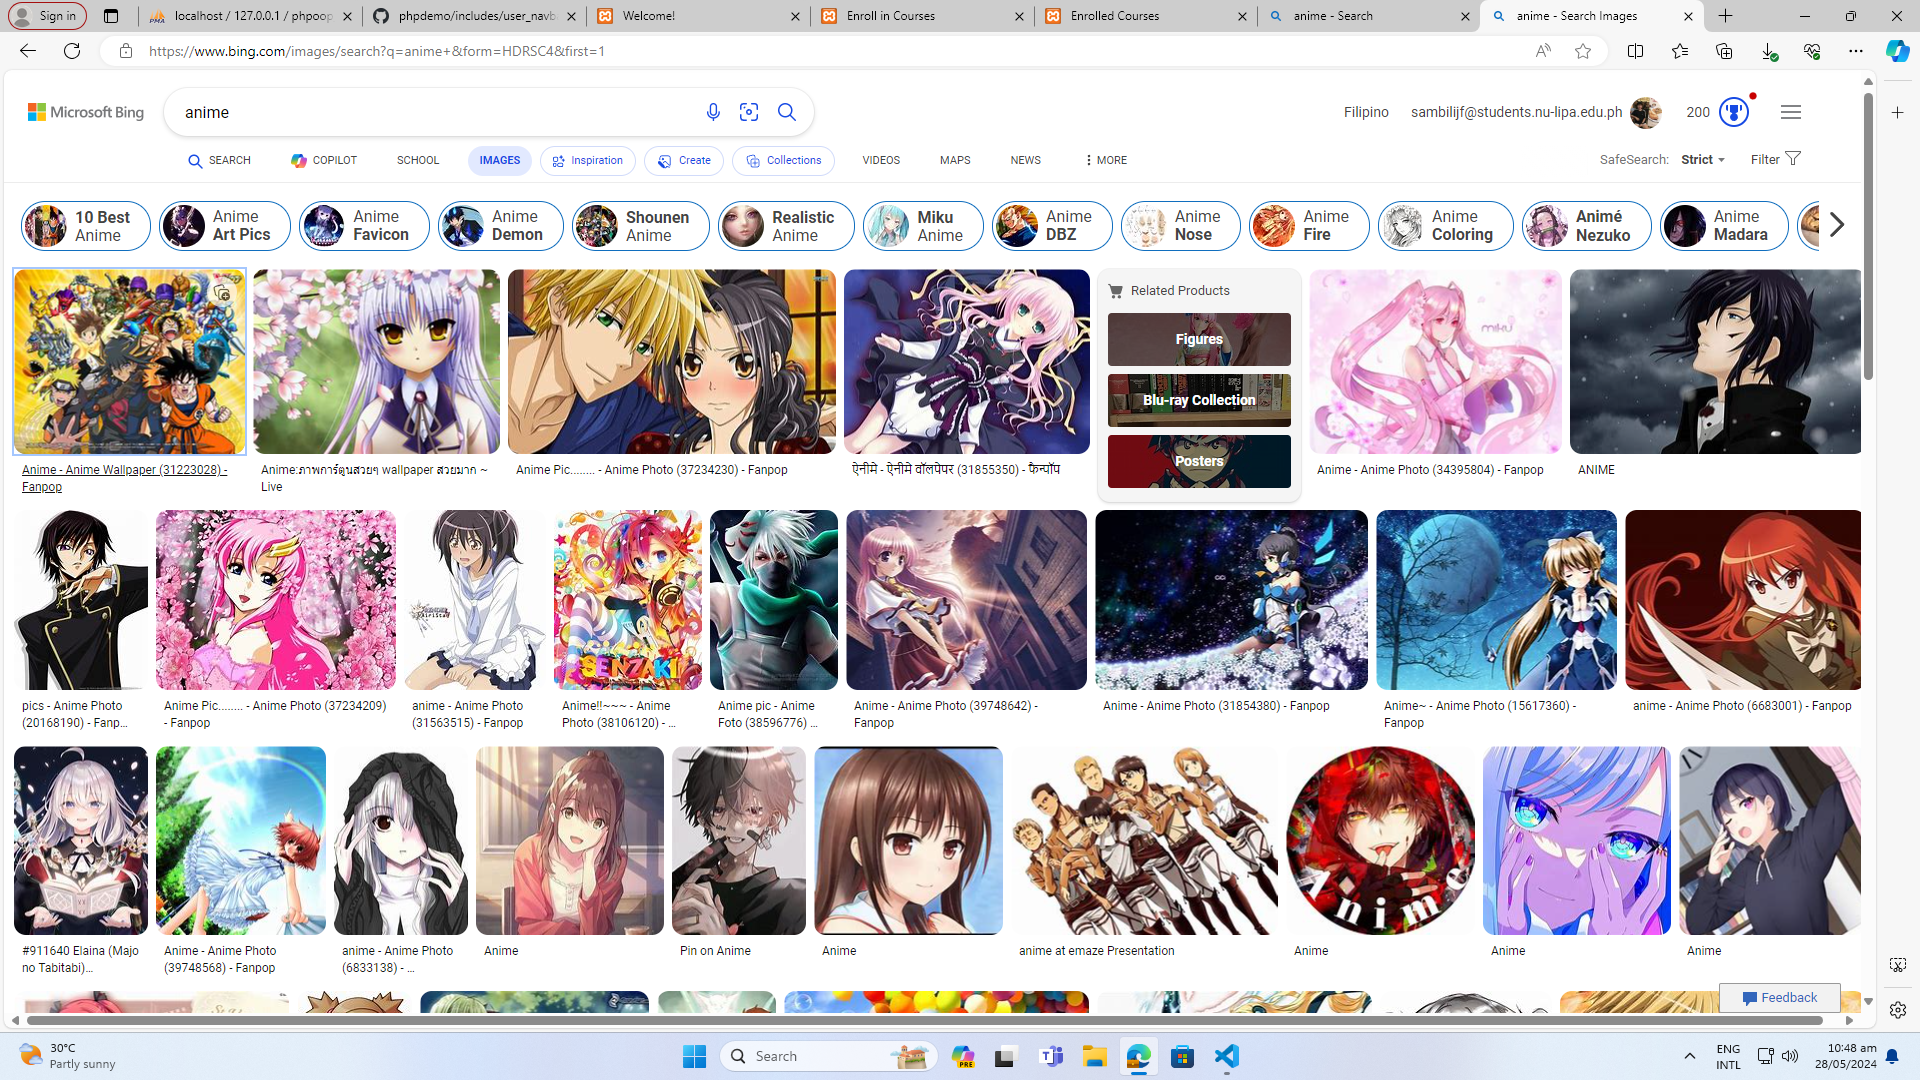 Sign in
localhost / 127.0.0.1 / phpoop
phpdemo/includes/user_navb
Welcome!
Enroll in Courses
Enrolled Courses
anime - Search
anime - Search Images
https://www.bing.com/images/search?q=anime+&form=HDRSC4&first=1
Microsoft Bing
anime
Filipino
sambilijf@students.nu-lipa.edu.ph
200
SEARCH
COPILOT
SCHOOL
IMAGES
Inspiration
Create
Collections
VIDEOS
MAPS
NEWS
MORE
SafeSearch: Strict
Filter
10 Best
Anime
Anime
Art Pics
Anime
Favicon
Anime
Demon
Shounen
Anime
Realistic
Anime
Miku
Anime
Anime
DBZ
Anime
Nose
Anime
Fire
Anime
Coloring
Animé
Nezuko
Anime
Madara
Related Products
Figures
Blu-ray Collection
Posters
miku
Anime - Anime Wallpaper (31223028) -
Fanpop
Anime:ภาพการ์ตูนสวยๆ wallpaper สวยมาก ~
Live
Anime Pic........ - Anime Photo (37234230) - Fanpop
ऐनीमे - ऐनीमे वॉलपेपर (31855350) - फैन्पॉप
Anime - Anime Photo (34395804) - Fanpop
ANIME
SENZAKI
pics - Anime Photo
(20168190) - Fanp...
Anime Pic........ - Anime Photo (37234209)
- Fanpop
anime - Anime Photo
(31563515) - Fanpop
Anime!!~~~ - Anime
Photo (38106120) - ...
Anime pic - Anime
Foto (38596776) ...
Anime - Anime Photo (39748642) -
Fanpop
Anime - Anime Photo (31854380) - Fanpop
Anime~ - Anime Photo (15617360) -
Fanpop
anime - Anime Photo (6683001) - Fanpop
Anime
#911640 Elaina (Majo
no Tabitabi)...
Anime - Anime Photo
(39748568) - Fanpop
anime - Anime Photo
(6833138) - ...
Anime
Pin on Anime
Anime
anime at emaze Presentation
Anime
Anime
Anime
Feedback
30°C
Partly sunny
Search
PRE
ENG
INTL
10:48 am
28/05/2024